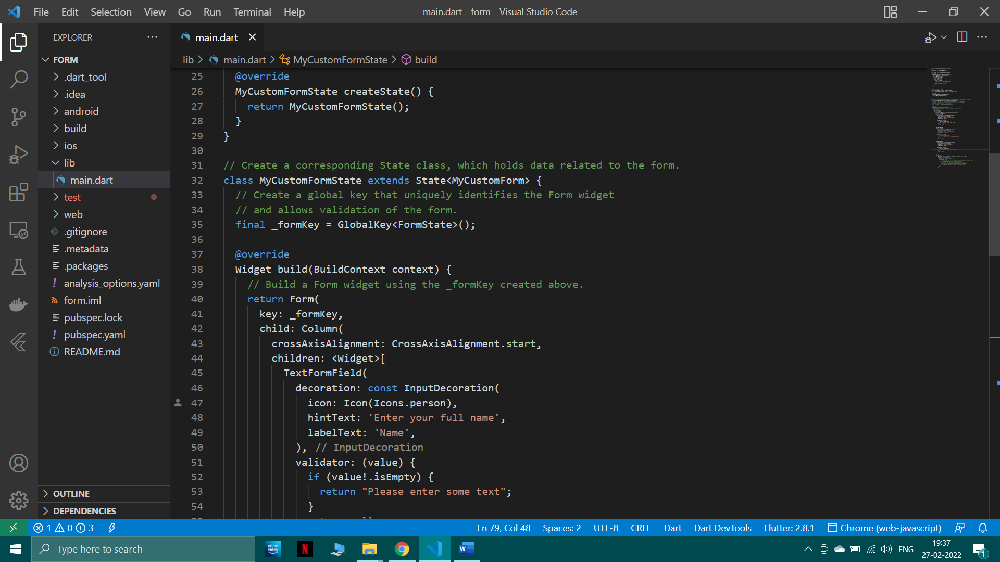 File Edit Selection View Go Run Terminal Help
main.dart - form - Visual Studio Code
EXPLORER
FORM
.dart_tool
.idea
android
build
ios
lib
main.dart
test
web
.gitignore
.metadata
.packages
analysis_options.yaml
form.iml
pubspec.lock
pubspec.yaml
README.md
OUTLINE
DEPENDENCIES
main.dart
lib > main.dart > MyCustomFormState > build
25 @override
26 MyCustomFormState createState() {
27 return MyCustomFormState();
28 }
29 }
30
31 // Create a corresponding State class, which holds data related to the form.
32 class MyCustomFormState extends State<MyCustomForm> {
33 // Create a global key that uniquely identifies the Form widget
34 // and allows validation of the form.
35 final _formKey = GlobalKey<FormState>();
36
37 @override
38 Widget build(BuildContext context) {
39 // Build a Form widget using the _formKey created above.
40 return Form(
41 key: _formKey,
42 child: Column(
43 crossAxisAlignment: CrossAxisAlignment.start,
44 children: <Widget>[
45 TextFormField(
46 decoration: const InputDecoration(
47 icon: Icon(Icons.person),
48 hintText: 'Enter your full name',
49 labelText: 'Name',
50 ), // InputDecoration
51 validator: (value) {
52 if (value!.isEmpty) {
53 return "Please enter some text";
54 }
1 0 3
Ln 79, Col 48 Spaces: 2 UTF-8 CRLF Dart Dart DevTools Flutter: 2.8.1 Chrome (web-javascript)
Type here to search
prime video
N
W
ENG
19:37
27-02-2022
1